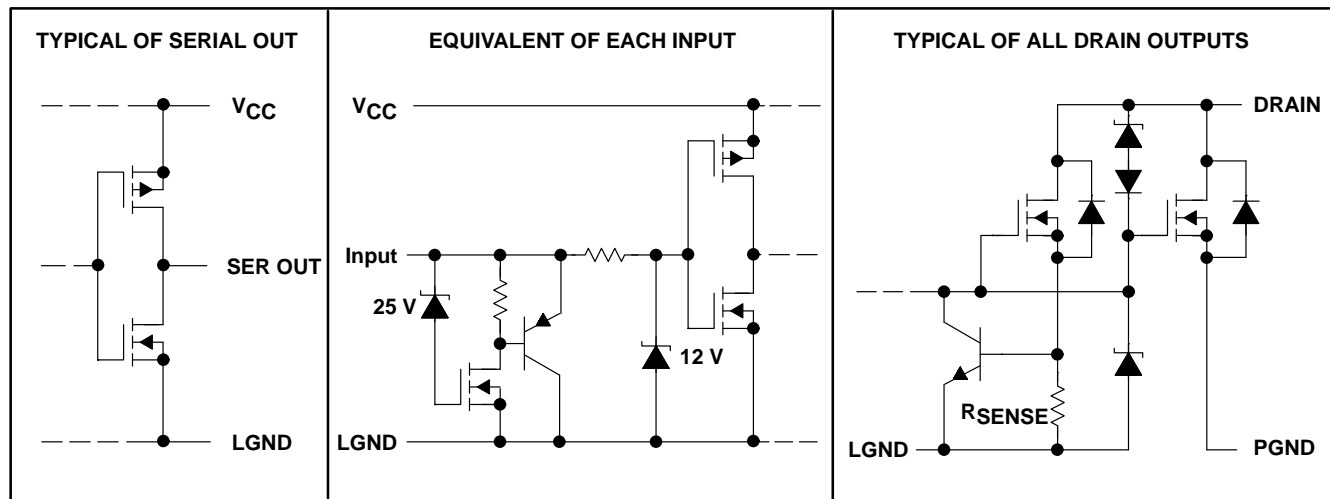 TYPICAL OF SERIAL OUT
VCC
SER OUT
LGND
EQUIVALENT OF EACH INPUT
VCC
Input
25 V
12 V
LGND
TYPICAL OF ALL DRAIN OUTPUTS
DRAIN
RSENSE
LGND
PGND